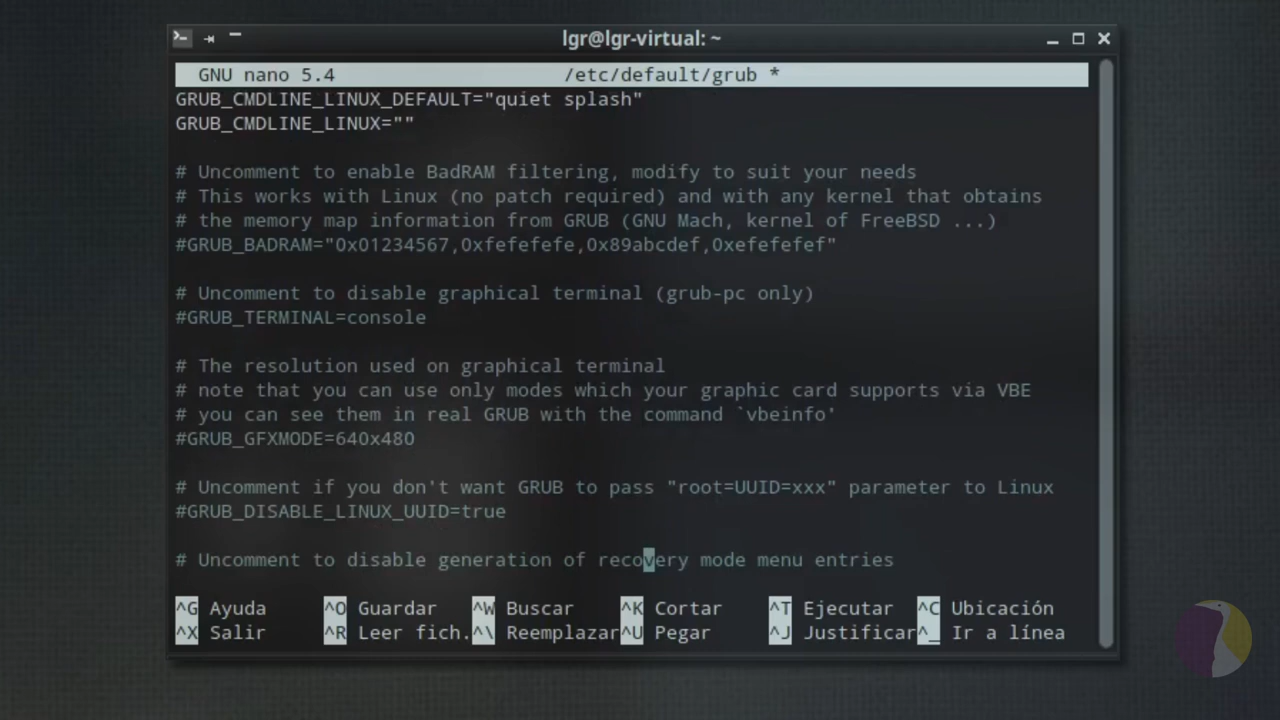 lgr@lgr-virtual: ~
GNU nano 5.4 /etc/default/grub *
GRUB_CMDLINE_LINUX_DEFAULT="quiet splash"
GRUB_CMDLINE_LINUX=""
# Uncomment to enable BadRAM filtering, modify to suit your needs
# This works with Linux (no patch required) and with any kernel that obtains
# the memory map information from GRUB (GNU Mach, kernel of FreeBSD ...)
#GRUB_BADRAM="0x01234567,0xfefefefe,0x89abcdef,0xefefefef"
# Uncomment to disable graphical terminal (grub-pc only)
#GRUB_TERMINAL=console
# The resolution used on graphical terminal
# note that you can use only modes which your graphic card supports via VBE
# you can see them in real GRUB with the command `vbeinfo'
#GRUB_GFXMODE=640x480
# Uncomment if you don't want GRUB to pass "root=UUID=xxx" parameter to Linux
#GRUB_DISABLE_LINUX_UUID=true
# Uncomment to disable generation of recovery mode menu entries
^G Ayuda ^O Guardar ^W Buscar ^K Cortar ^T Ejecutar ^C Ubicación
^X Salir ^R Leer fich. ^\ Reemplazar ^U Pegar ^J Justificar ^_ Ir a línea